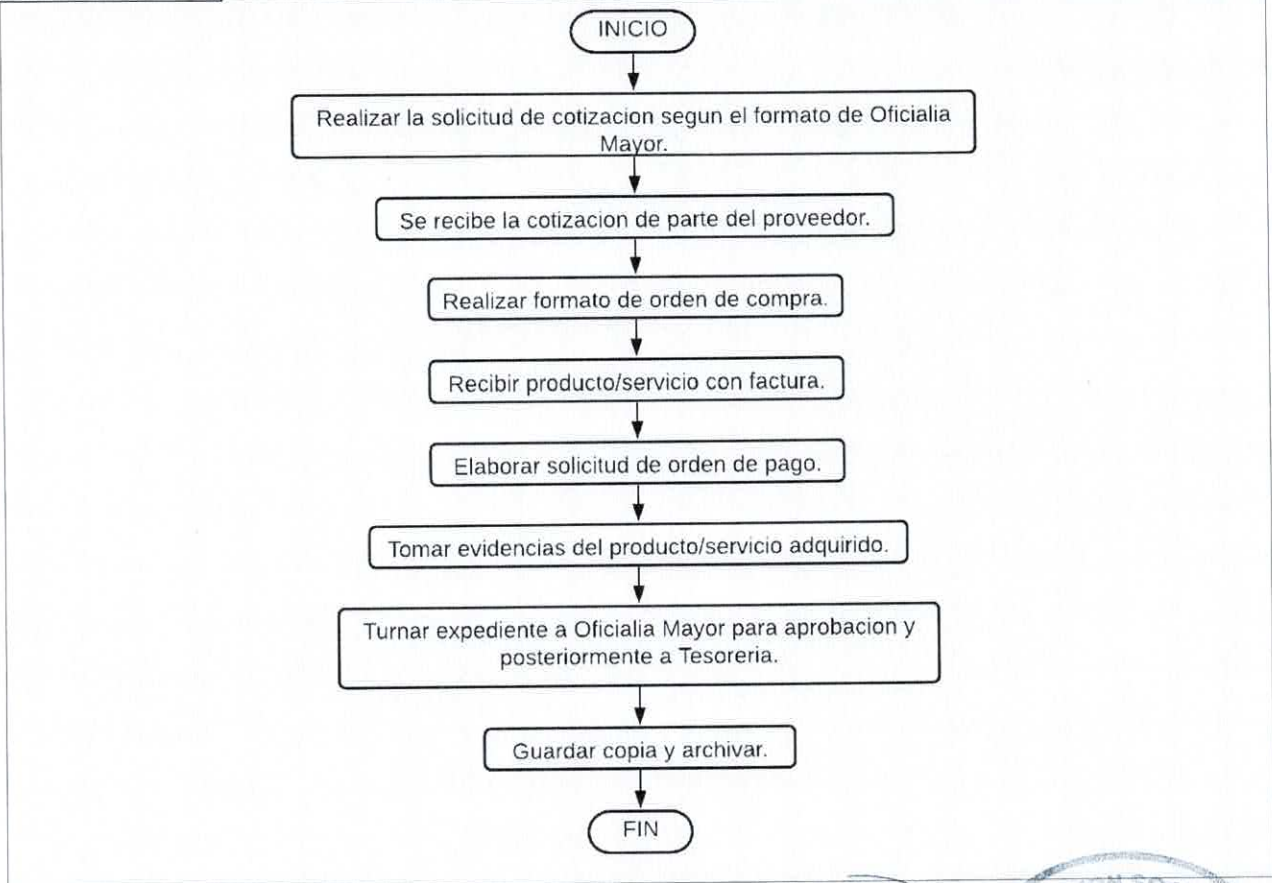 INICIO
Realizar la solicitud de cotizacion segun el formato de Oficialia
Mayor.
Se recibe la cotizacion de parte del proveedor.
Realizar formato de orden de compra.
Recibir producto/servicio con factura.
Elaborar solicitud de orden de pago.
Tomar evidencias del producto/servicio adquirido.
Turnar expediente a Oficialia Mayor para aprobacion y
posteriormente a Tesoreria.
Guardar copia y archivar.
FIN